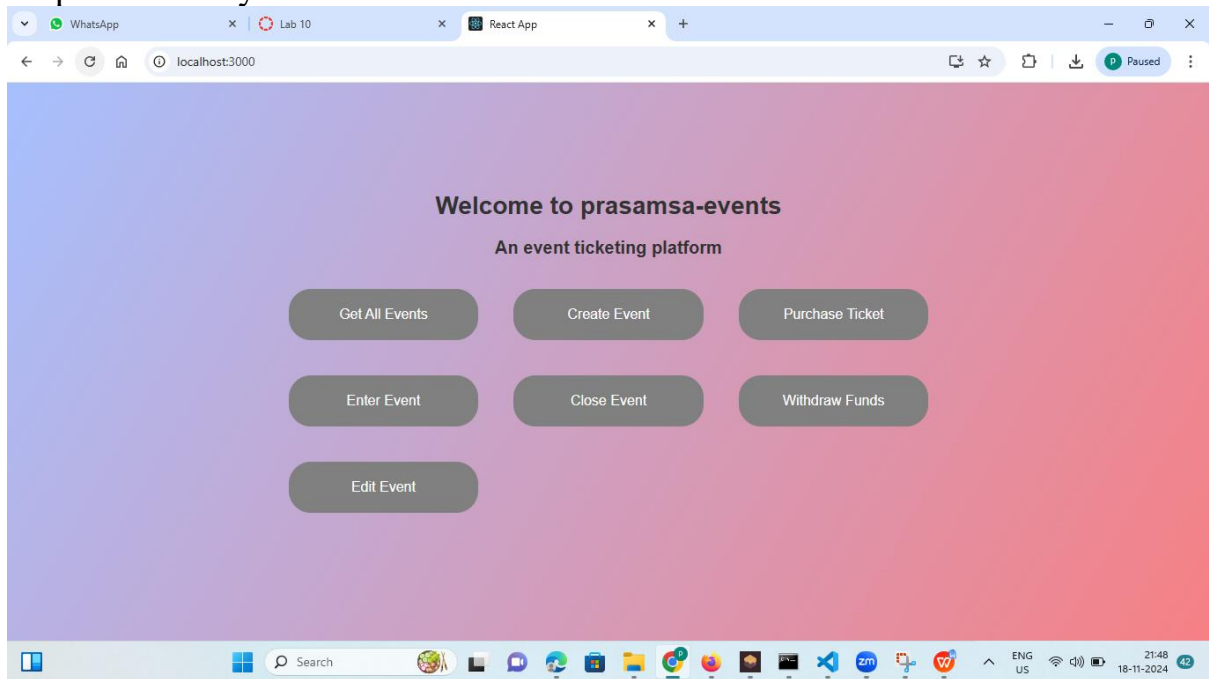 WhatsApp
Lab 10
React App
localhost:3000
Paused
Welcome to prasamsa-events
An event ticketing platform
Get All Events Create Event Purchase Ticket
Enter Event Close Event Withdraw Funds
Edit Event
Search
ENG
US
21:48
18-11-2024
42